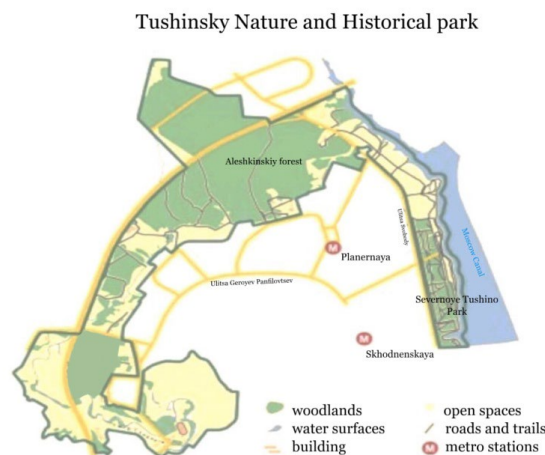 Tushinsky Nature and Historical park
Aleshkinskiy forest
Ulitsa Svobody
Moscow Canal
Planernaya
Ulitsa Geroyev Panfilovtsev
Severnoye Tushino
Park
Skhodnenskaya
woodlands
open spaces
water surfaces
roads and trails
building
M metro stations